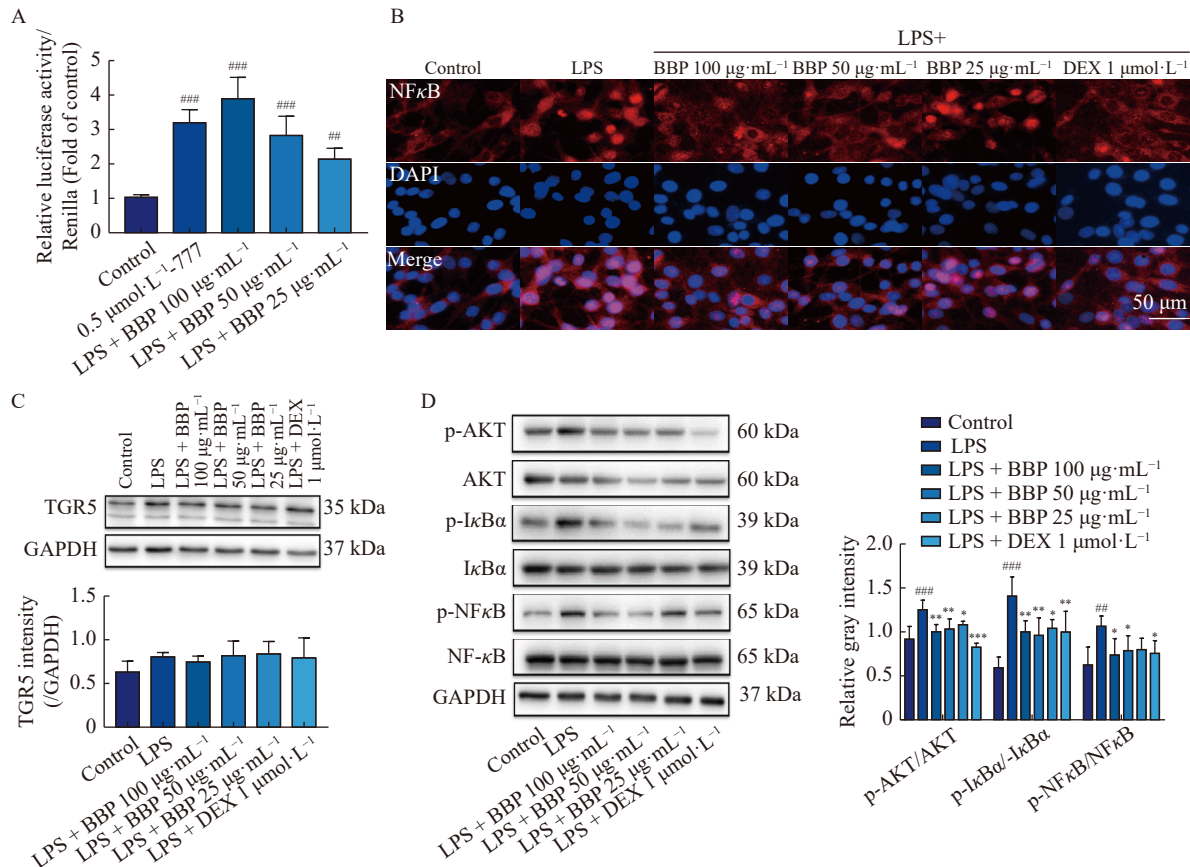 A
Relative luciferase activity/
Renilla (Fold of control)
5
4
3
2
1
0
###
###
###
##
Control
0.5 μmol·L⁻¹-777
LPS + BBP 100 μg·mL⁻¹
LPS + BBP 50 μg·mL⁻¹
LPS + BBP 25 μg·mL⁻¹
B
LPS+
Control
LPS
BBP 100 μg·mL⁻¹
BBP 50 μg·mL⁻¹
BBP 25 μg·mL⁻¹
DEX 1 μmol·L⁻¹
NFκB
DAPI
Merge
50 μm
C
Control
LPS
LPS + BBP
100 μg·mL⁻¹
LPS + BBP
50 μg·mL⁻¹
LPS + BBP
25 μg·mL⁻¹
LPS + DEX
1 μmol·L⁻¹
TGR5
35 kDa
GAPDH
37 kDa
TGR5 intensity
(/GAPDH)
1.5
1.0
0.5
0
Control
LPS
LPS + BBP 100 μg·mL⁻¹
LPS + BBP 50 μg·mL⁻¹
LPS + BBP 25 μg·mL⁻¹
LPS + DEX 1 μmol·L⁻¹
D
p-AKT
60 kDa
AKT
60 kDa
p-IκBα
39 kDa
IκBα
39 kDa
p-NFκB
65 kDa
NF-κB
65 kDa
GAPDH
37 kDa
Control
LPS
LPS + BBP 100 μg·mL⁻¹
LPS + BBP 50 μg·mL⁻¹
LPS + BBP 25 μg·mL⁻¹
LPS + DEX 1 μmol·L⁻¹
Control
LPS
LPS + BBP 100 μg·mL⁻¹
LPS + BBP 50 μg·mL⁻¹
LPS + BBP 25 μg·mL⁻¹
LPS + DEX 1 μmol·L⁻¹
Relative gray intensity
2.0
1.5
1.0
0.5
0
###
**
**
*
***
###
**
**
*
**
##
*
*
*
p-AKT/AKT
p-IκBα/-IκBα
p-NFκB/NFκB